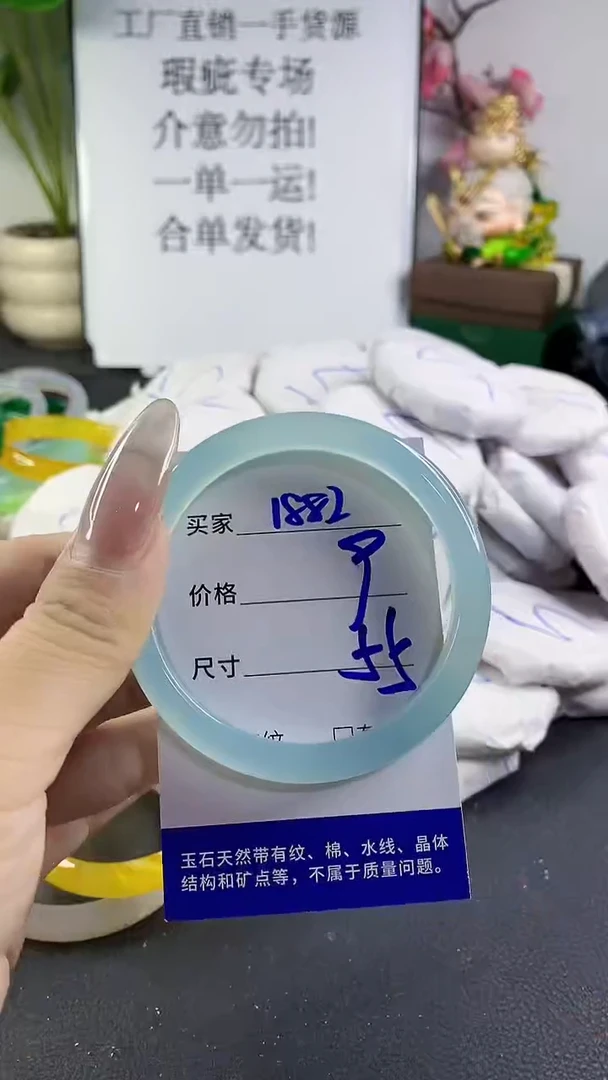 工厂直销一手货源
瑕疵专场
介意勿拍!
一单一运!
合单发货!
买家 1887
价格
尺寸 55
玉石天然带有纹、棉、水线、晶体
结构和矿点等，不属于质量问题。